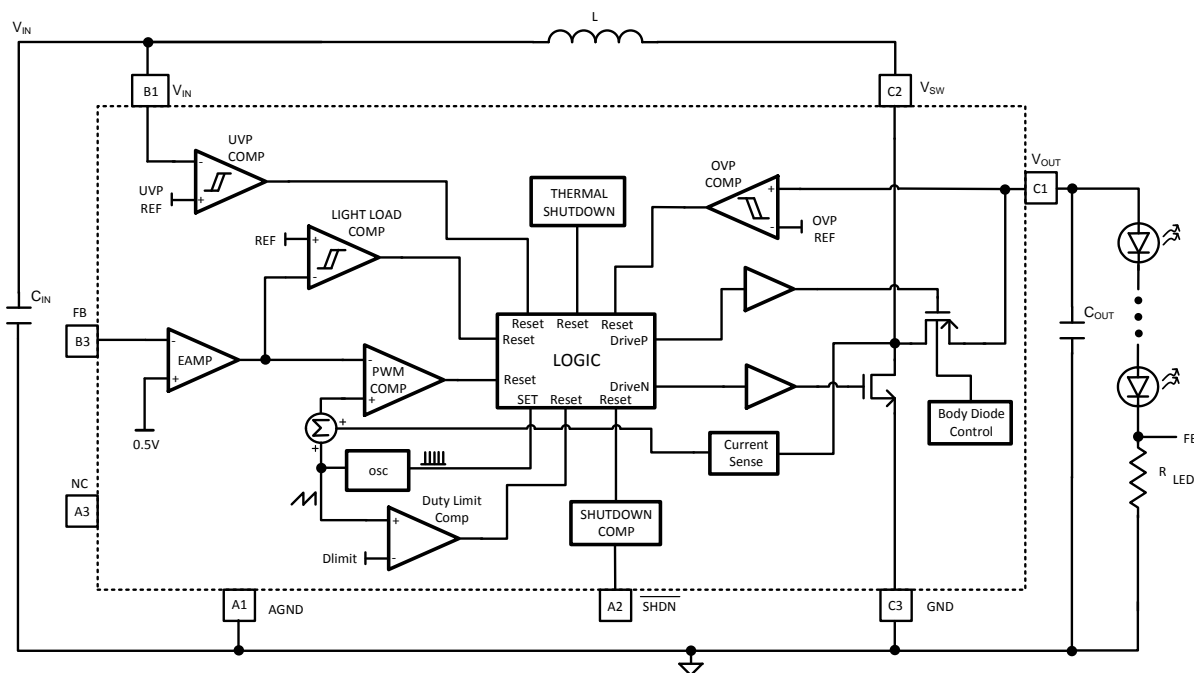 L
VIN
B1
VIN
C2
VSW
UVP
COMP
-
+
UVP
REF
THERMAL
SHUTDOWN
OVP
COMP
+
-
OVP
REF
VOUT
C1
LIGHT LOAD
COMP
REF
+
-
CIN
FB
B3
-
+
EAMP
0.5V
-
+
PWM
COMP
Reset
Reset
Reset
Reset
DriveP
LOGIC
Reset
DriveN
SET
Reset
Reset
COUT
Σ
+
+
osc
Current
Sense
Body Diode
Control
FB
R LED
NC
A3
Duty Limit
Comp
+
-
Dlimit
SHUTDOWN
COMP
A1
AGND
A2
SHDN
C3
GND